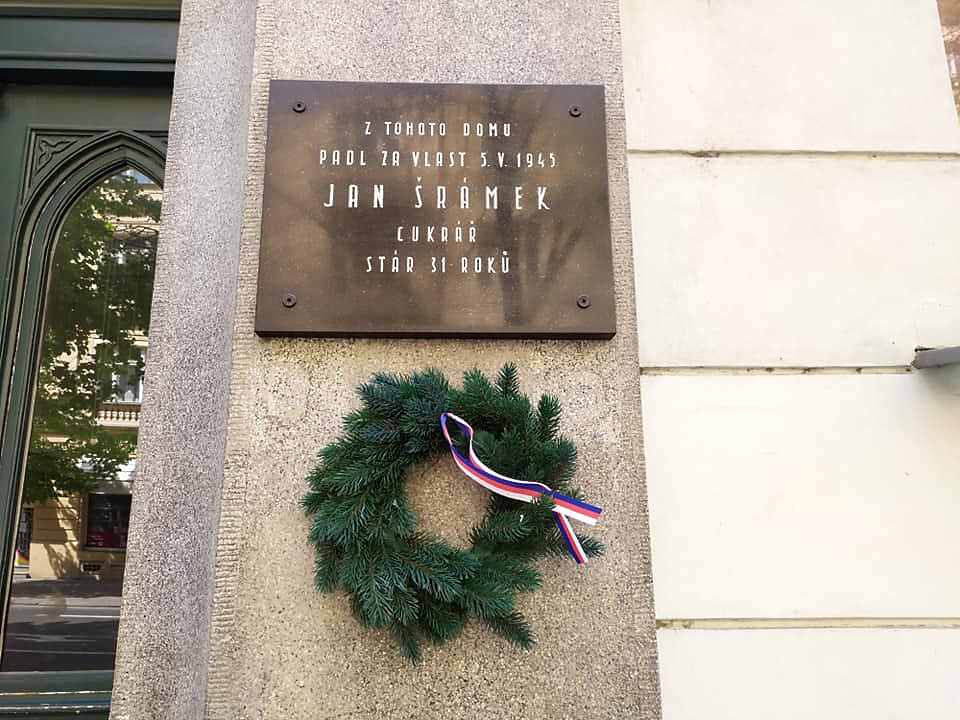 Z TOHOTO DOMU
PADL ZA VLAST 5.V.1945
JAN ŠRÁMEK
CUKRÁŘ
STÁR 31 ROKŮ